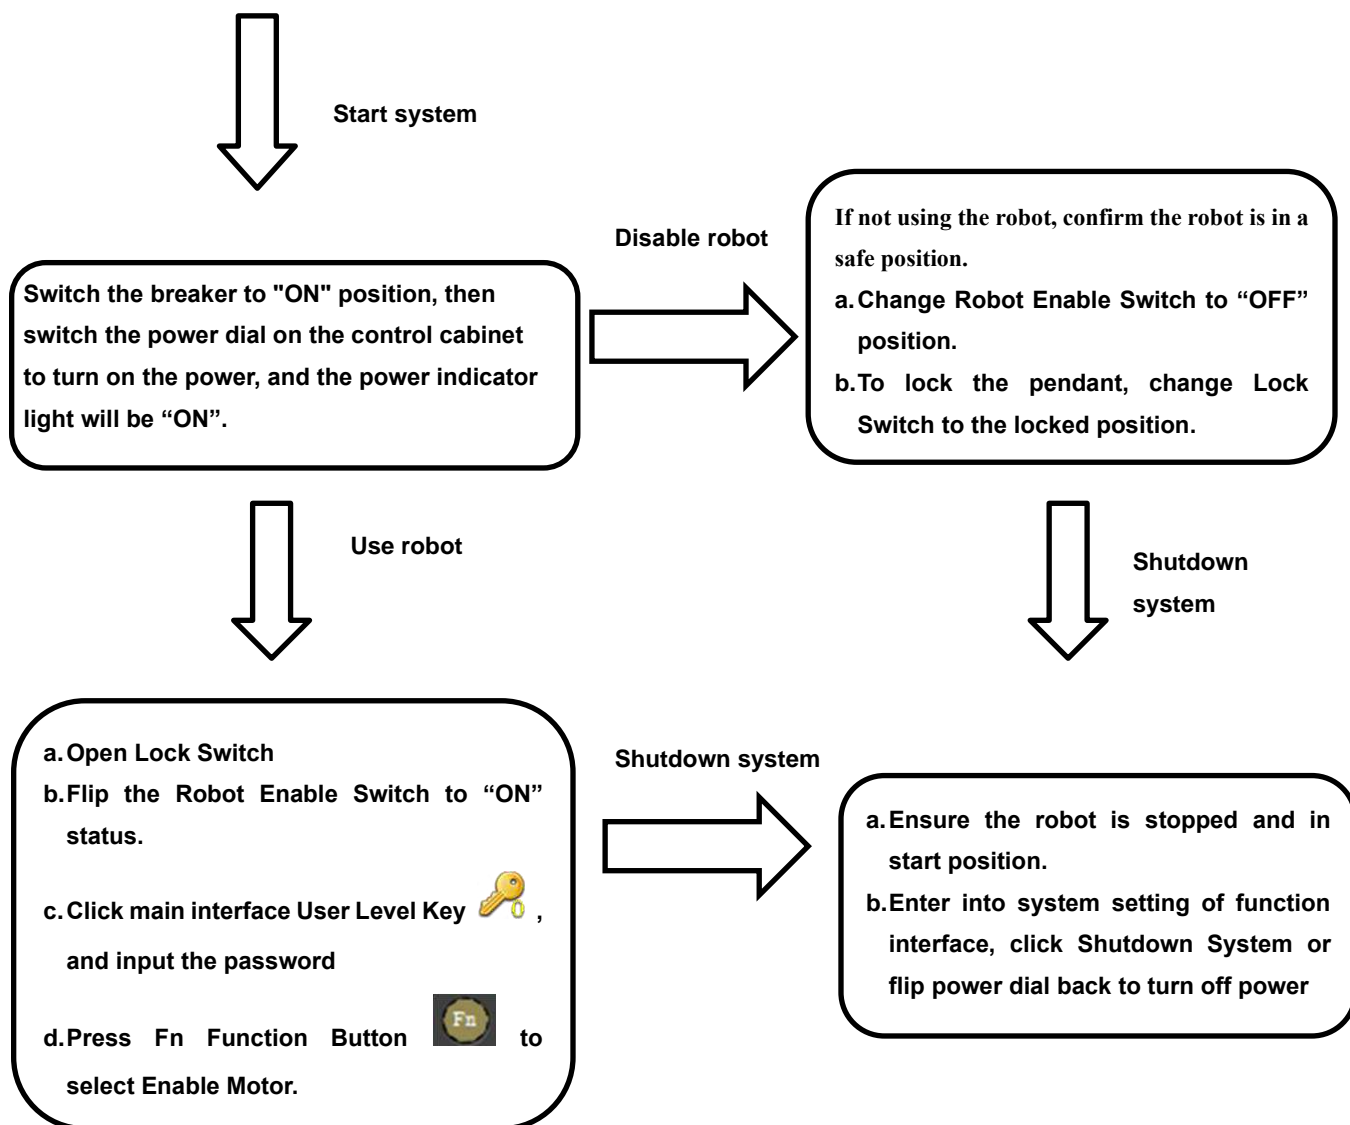 Start system
Disable robot
If not using the robot, confirm the robot is in a
safe position.
a. Change Robot Enable Switch to “OFF”
position.
b. To lock the pendant, change Lock
Switch to the locked position.
Switch the breaker to "ON" position, then
switch the power dial on the control cabinet
to turn on the power, and the power indicator
light will be “ON”.
Use robot
Shutdown
system
a. Open Lock Switch
b. Flip the Robot Enable Switch to “ON”
status.
c. Click main interface User Level Key 0 ,
and input the password
d. Press Fn Function Button Fn to
select Enable Motor.
Shutdown system
a. Ensure the robot is stopped and in
start position.
b. Enter into system setting of function
interface, click Shutdown System or
flip power dial back to turn off power